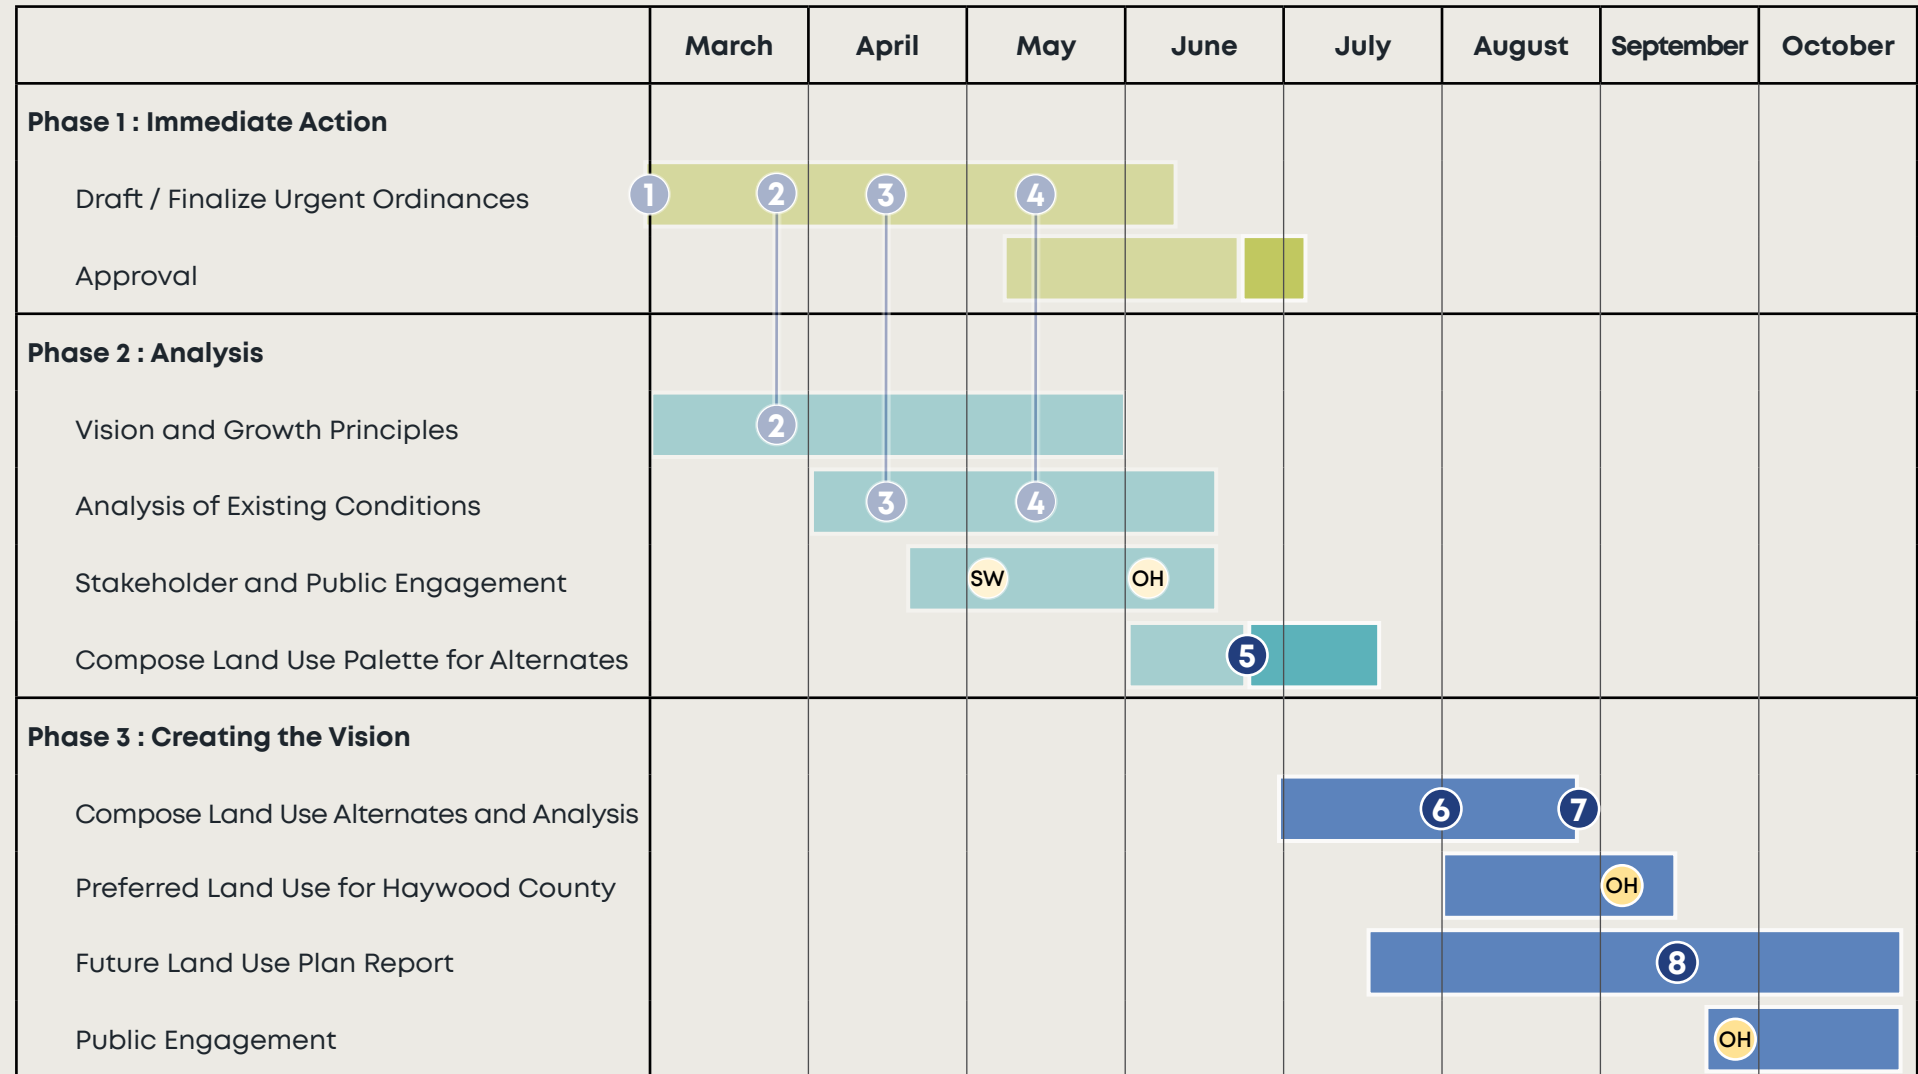 March April May June July August September October
Phase 1 : Immediate Action
Draft / Finalize Urgent Ordinances 1 2 3 4
Approval
Phase 2 : Analysis
Vision and Growth Principles 2
Analysis of Existing Conditions 3 4
Stakeholder and Public Engagement SW OH
Compose Land Use Palette for Alternates 5
Phase 3 : Creating the Vision
Compose Land Use Alternates and Analysis 6 7
Preferred Land Use for Haywood County OH
Future Land Use Plan Report 8
Public Engagement OH